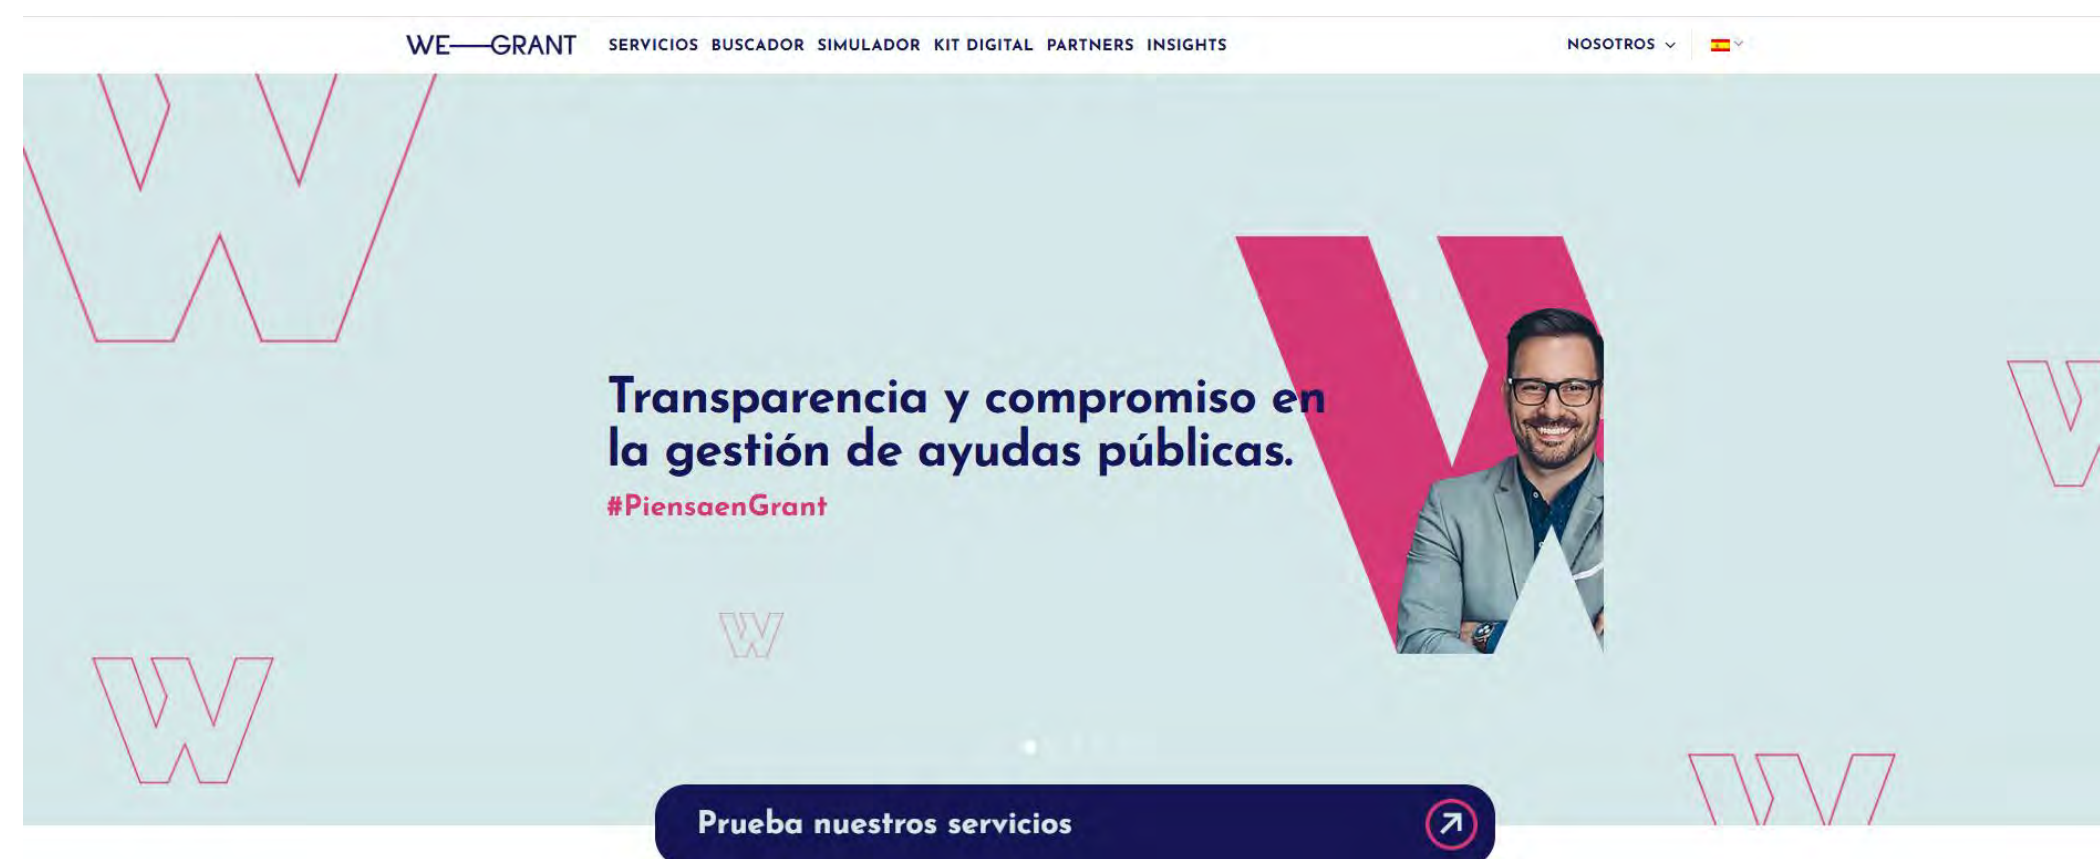 WE—GRANT SERVICIOS BUSCADOR SIMULADOR KIT DIGITAL PARTNERS INSIGHTS NOSOTROS
Transparencia y compromiso en
la gestión de ayudas públicas.
#PiensaenGrant
Prueba nuestros servicios